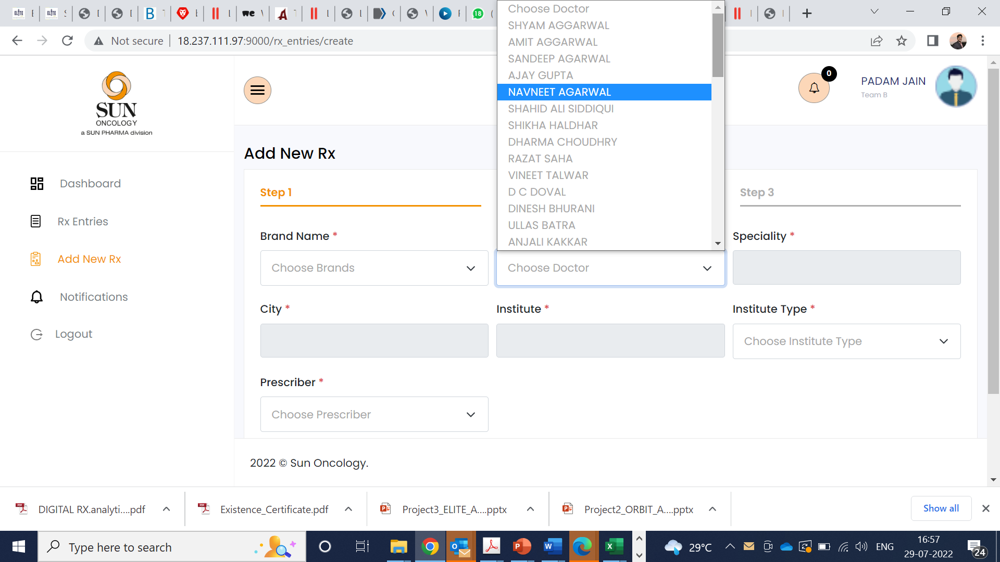 Not secure
18.237.111.97:9000/rx_entries/create
Choose Doctor
SHYAM AGGARWAL
AMIT AGGARWAL
SANDEEP AGARWAL
AJAY GUPTA
NAVNEET AGARWAL
SHAHID ALI SIDDIQUI
SHIKHA HALDHAR
DHARMA CHOUDHRY
RAZAT SAHA
VINEET TALWAR
D C DOVAL
DINESH BHURANI
ULLAS BATRA
ANJALI KAKKAR
SUN
ONCOLOGY
a SUN PHARMA division
0
PADAM JAIN
Team B
Dashboard
Rx Entries
Add New Rx
Notifications
Logout
Add New Rx
Step 1
Step 3
Brand Name *
Speciality *
Choose Brands
Choose Doctor
City *
Institute *
Institute Type *
Choose Institute Type
Prescriber *
Choose Prescriber
2022 © Sun Oncology.
DIGITAL RX.analyti....pdf
Existence_Certificate.pdf
Project3_ELITE_A....pptx
Project2_ORBIT_A....pptx
Show all
Type here to search
29°C
ENG
16:57
29-07-2022
24